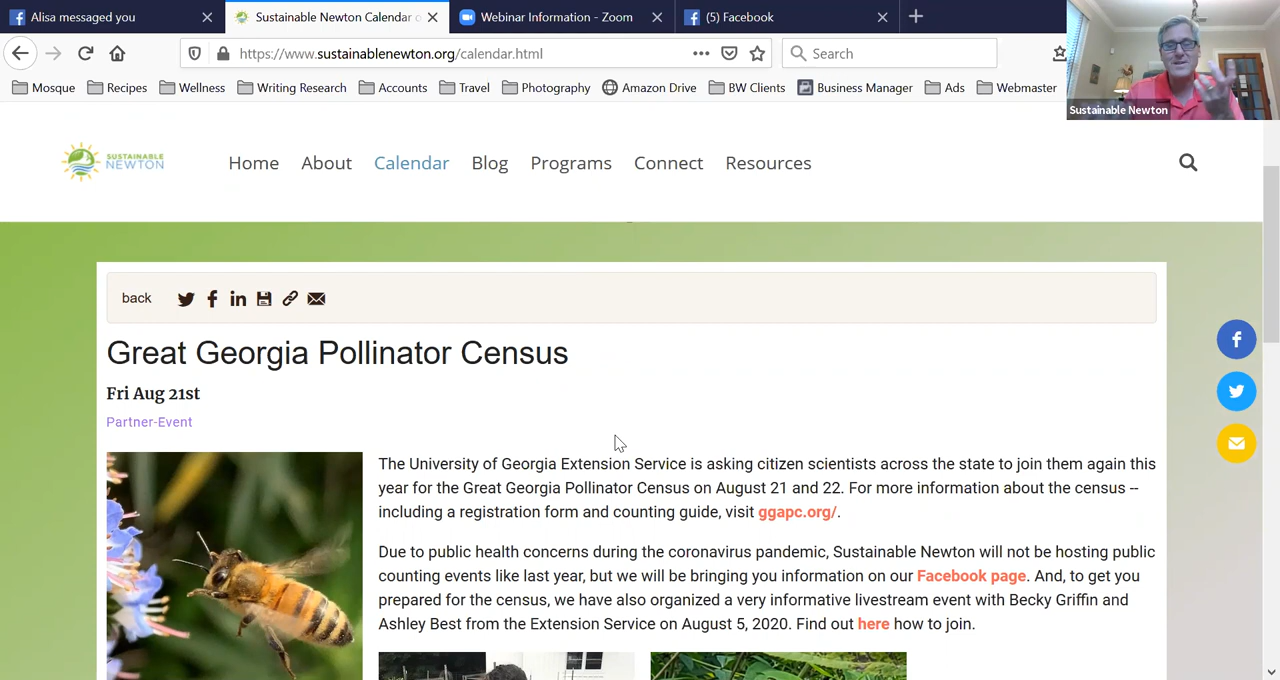 Alisa messaged you
Sustainable Newton Calendar o
Webinar Information - Zoom
(5) Facebook
https://www.sustainablenewton.org/calendar.html
Search
Mosque
Recipes
Wellness
Writing Research
Accounts
Travel
Photography
Amazon Drive
BW Clients
Business Manager
Ads
Webmaster
Sustainable Newton
SUSTAINABLE
NEWTON
Home
About
Calendar
Blog
Programs
Connect
Resources
back
Great Georgia Pollinator Census
Fri Aug 21st
Partner-Event
The University of Georgia Extension Service is asking citizen scientists across the state to join them again this
year for the Great Georgia Pollinator Census on August 21 and 22. For more information about the census --
including a registration form and counting guide, visit ggapc.org/.
Due to public health concerns during the coronavirus pandemic, Sustainable Newton will not be hosting public
counting events like last year, but we will be bringing you information on our Facebook page. And, to get you
prepared for the census, we have also organized a very informative livestream event with Becky Griffin and
Ashley Best from the Extension Service on August 5, 2020. Find out here how to join.